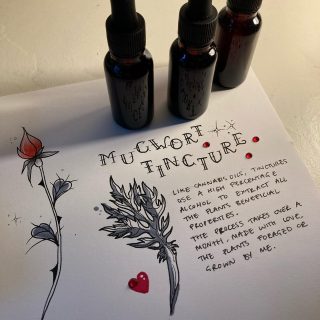 MUGWORT
TINCTURE
LIKE CANNABIS OILS, TINCTURES
USE A HIGH PERCENTAGE
ALCOHOL TO EXTRACT ALL
THE PLANTS BENEFICIAL
PROPERTIES.
THE PROCESS TAKES OVER A
MONTH. MADE WITH LOVE,
THE PLANTS FORAGED OR
GROWN BY ME.